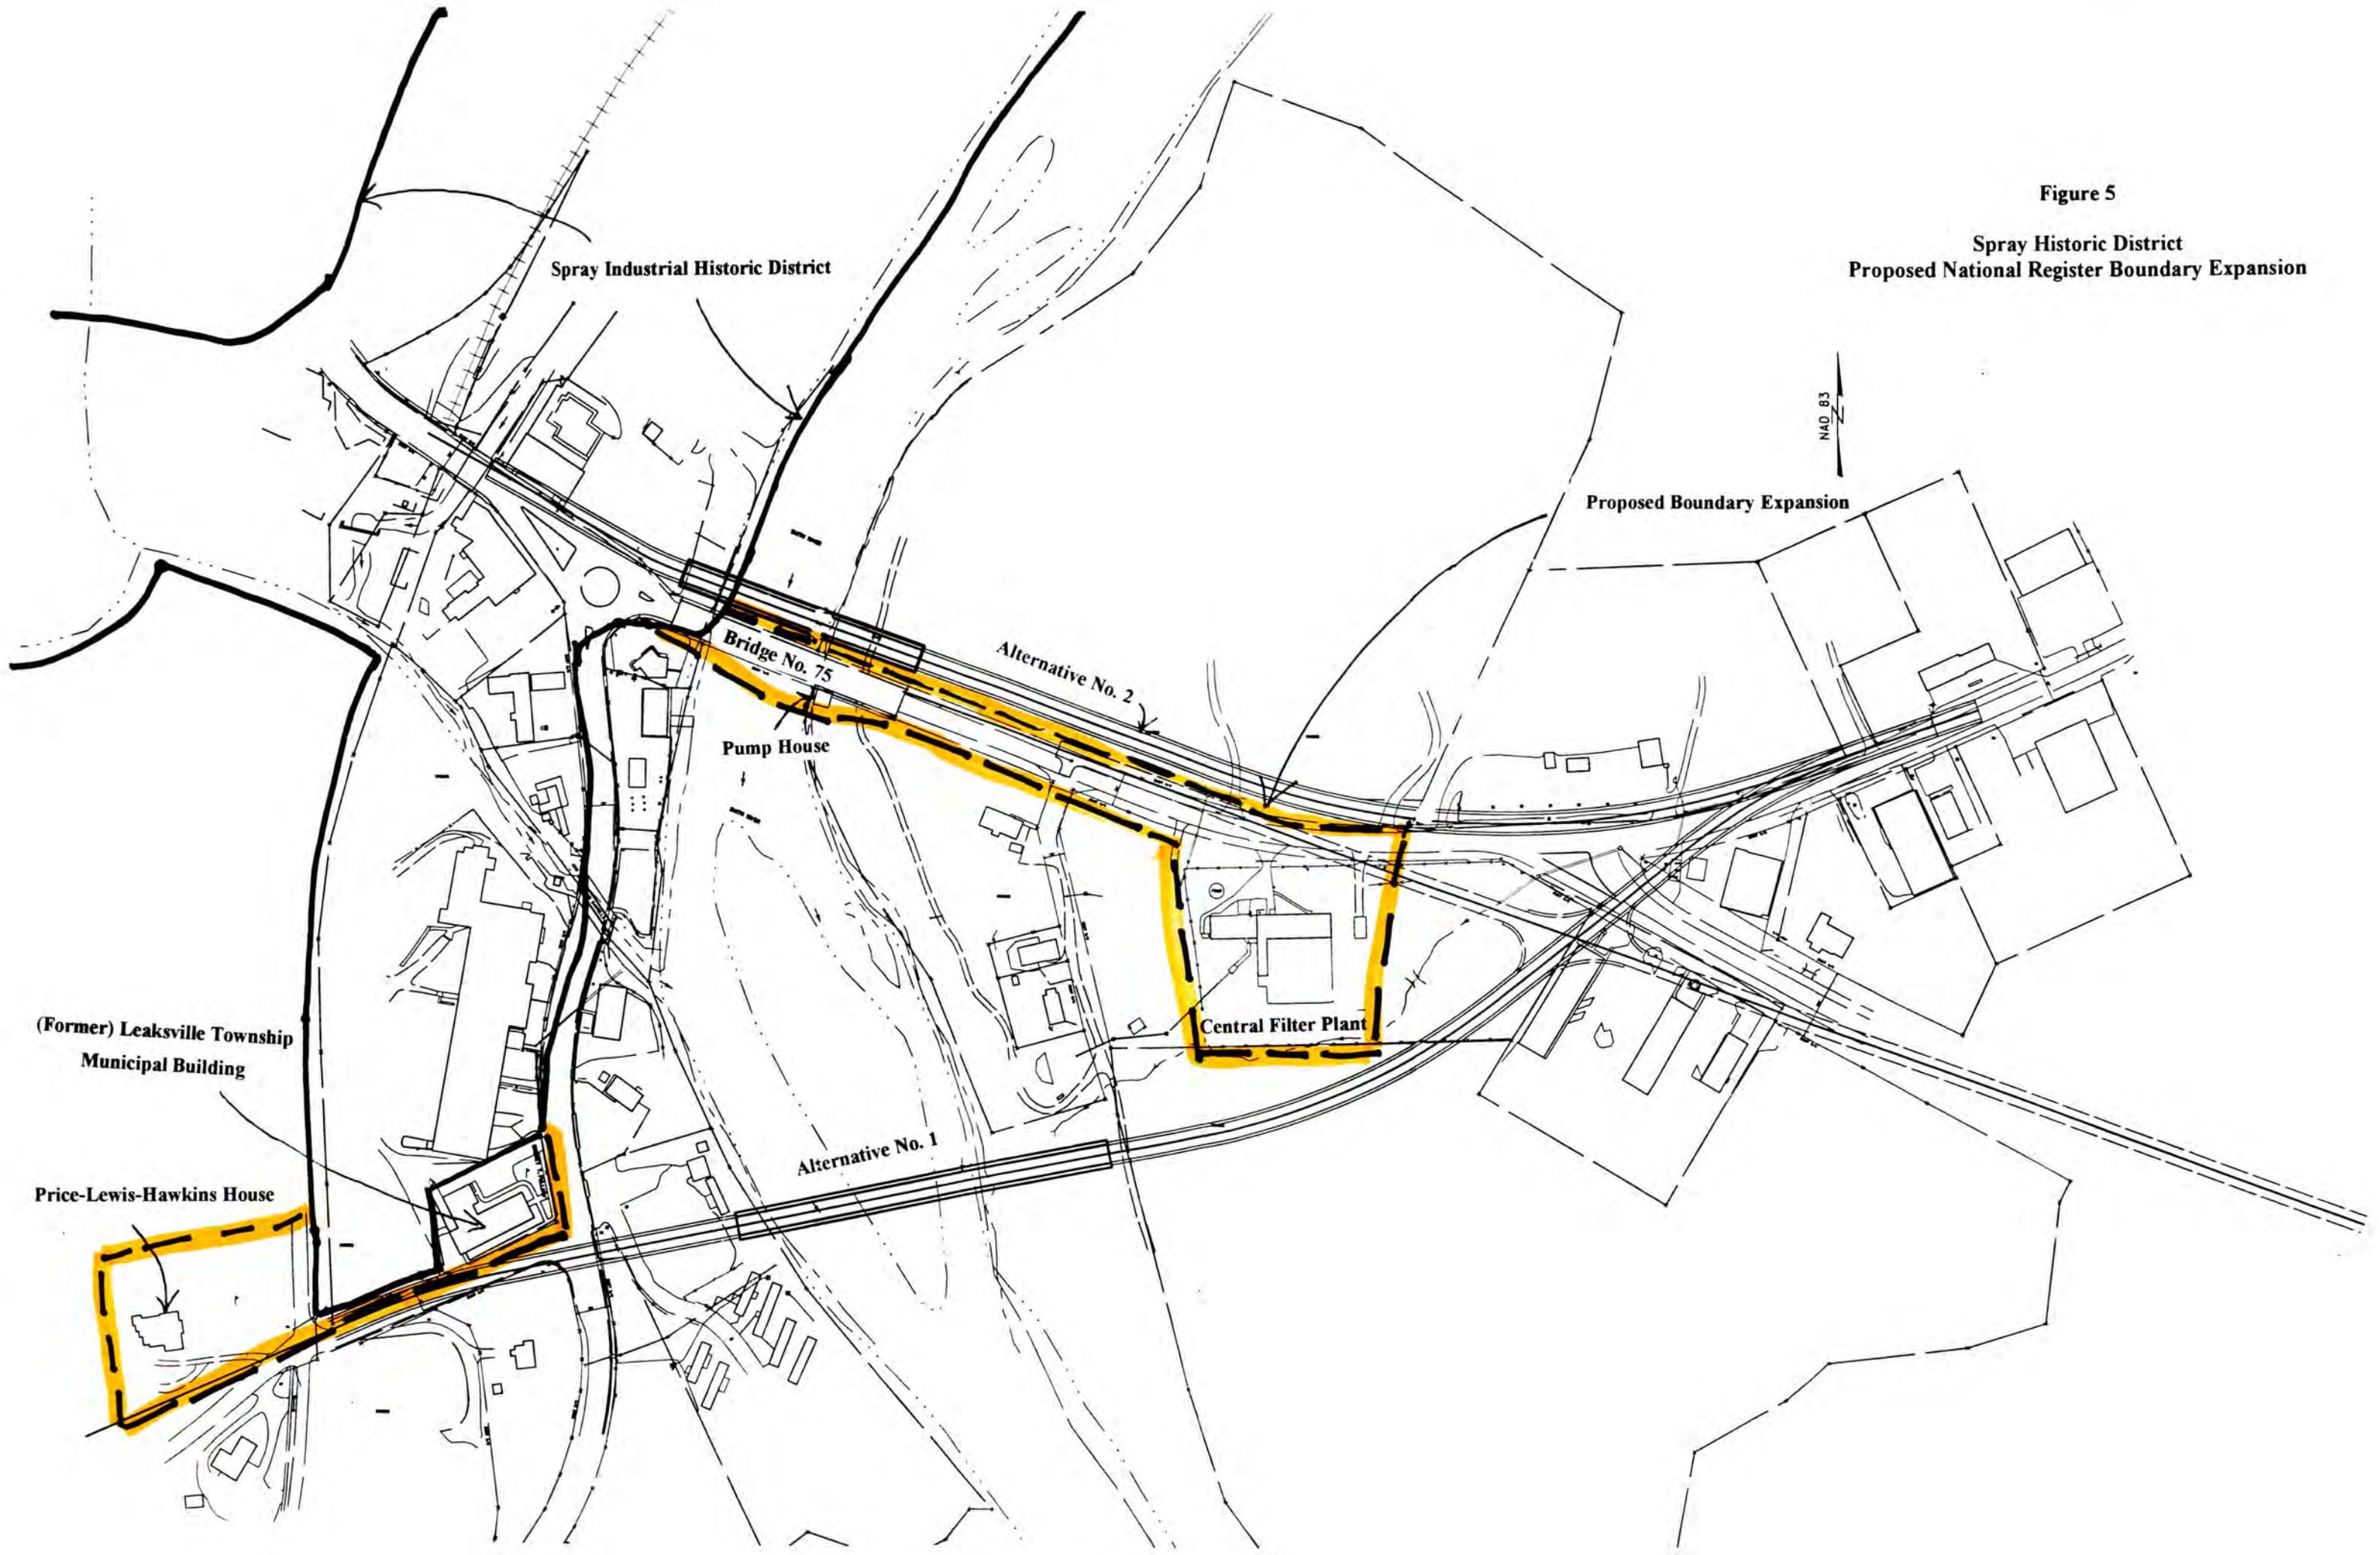 Figure 5
Spray Historic District
Proposed National Register Boundary Expansion
Spray Industrial Historic District
NAD 83
Proposed Boundary Expansion
Bridge No. 75
Alternative No. 2
Pump House
Central Filter Plant
(Former) Leaksville Township
Municipal Building
Alternative No. 1
Price-Lewis-Hawkins House